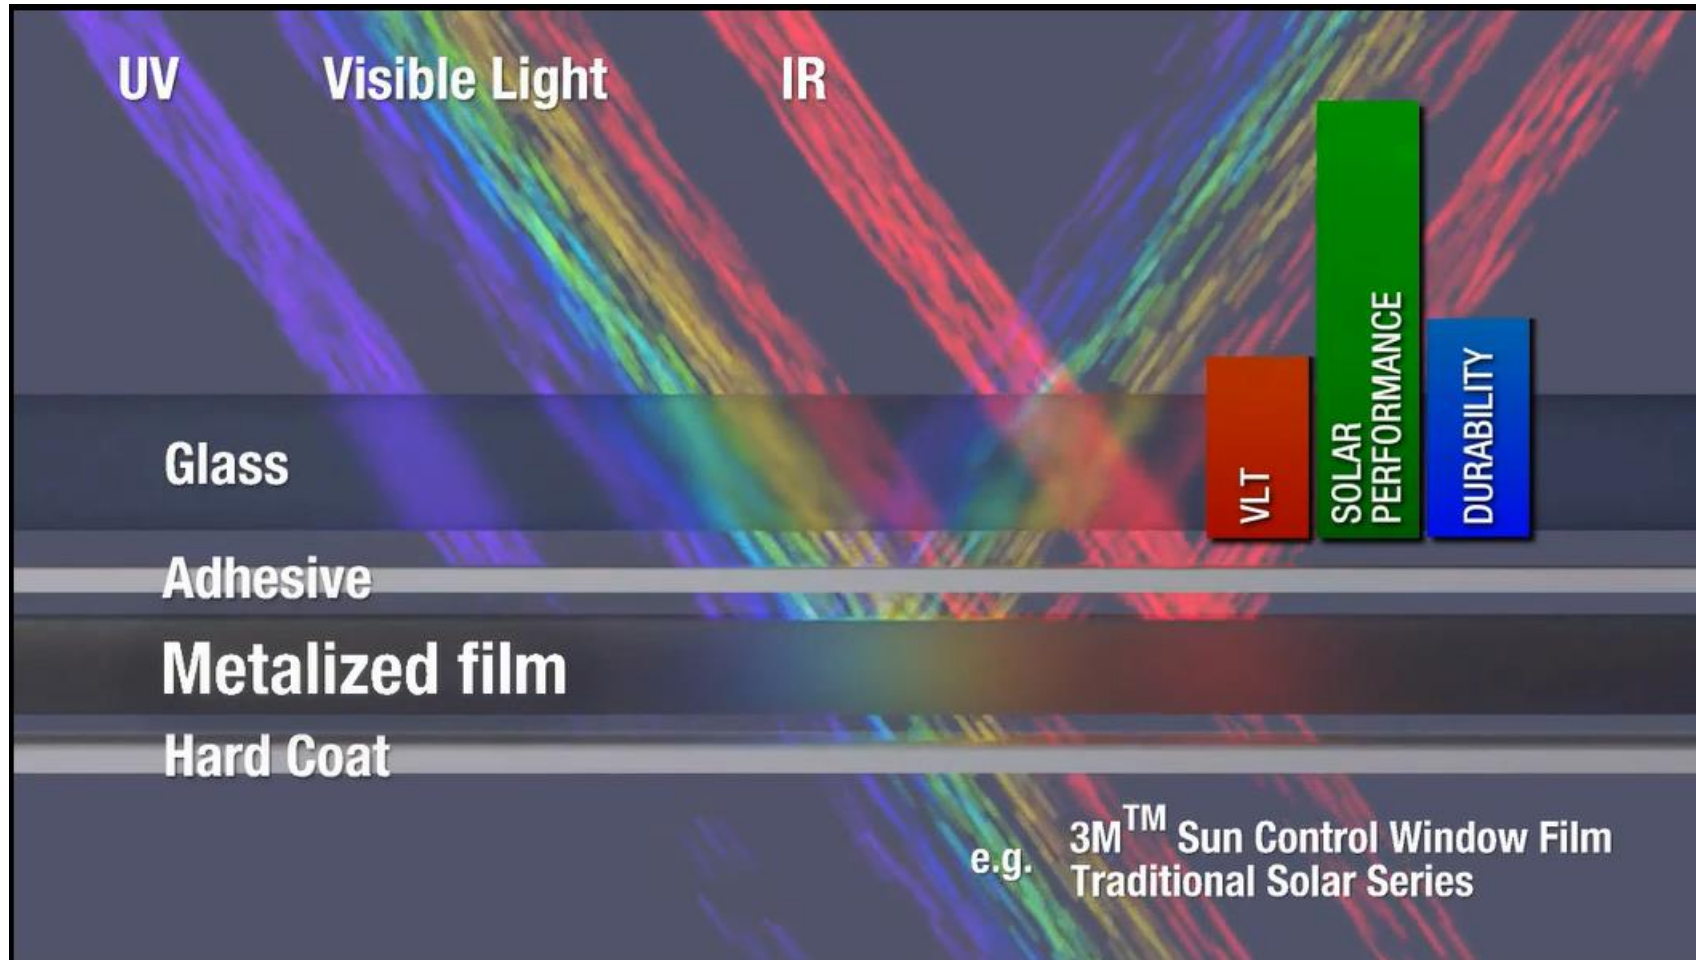 UV
Visible Light
IR
Glass
Adhesive
Metalized film
Hard Coat
VLT
SOLAR
PERFORMANCE
DURABILITY
e.g.
3M™ Sun Control Window Film
Traditional Solar Series